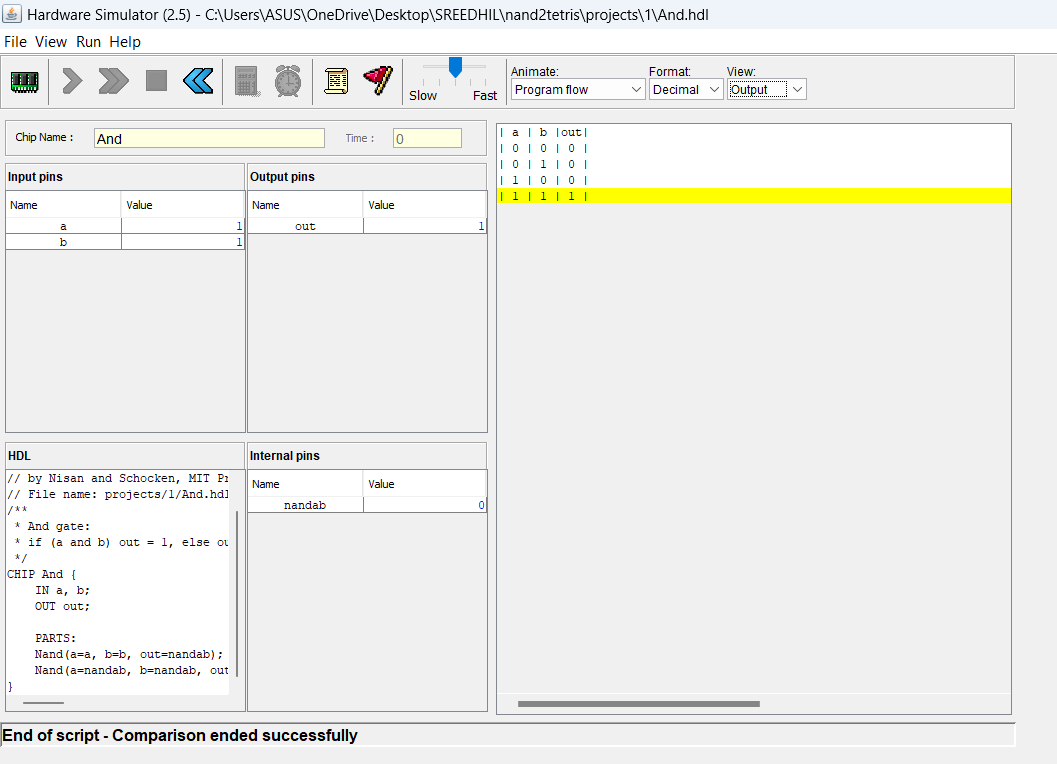 Hardware Simulator (2.5) - C:\Users\ASUS\OneDrive\Desktop\SREEDHIL\nand2tetris\projects\1\And.hdl
File View Run Help
Slow Fast
Animate: Format: View:
Program flow Decimal Output
Chip Name : And Time : 0
Input pins
Name Value
a 1
b 1
Output pins
Name Value
out 1
HDL
// by Nisan and Schocken, MIT Pr
// File name: projects/1/And.hdl
/**
 * And gate:
 * if (a and b) out = 1, else ou
 */
CHIP And {
    IN a, b;
    OUT out;
    PARTS:
    Nand(a=a, b=b, out=nandab);
    Nand(a=nandab, b=nandab, out
}
Internal pins
Name Value
nandab 0
| a | b |out|
| 0 | 0 | 0 |
| 0 | 1 | 0 |
| 1 | 0 | 0 |
| 1 | 1 | 1 |
End of script - Comparison ended successfully